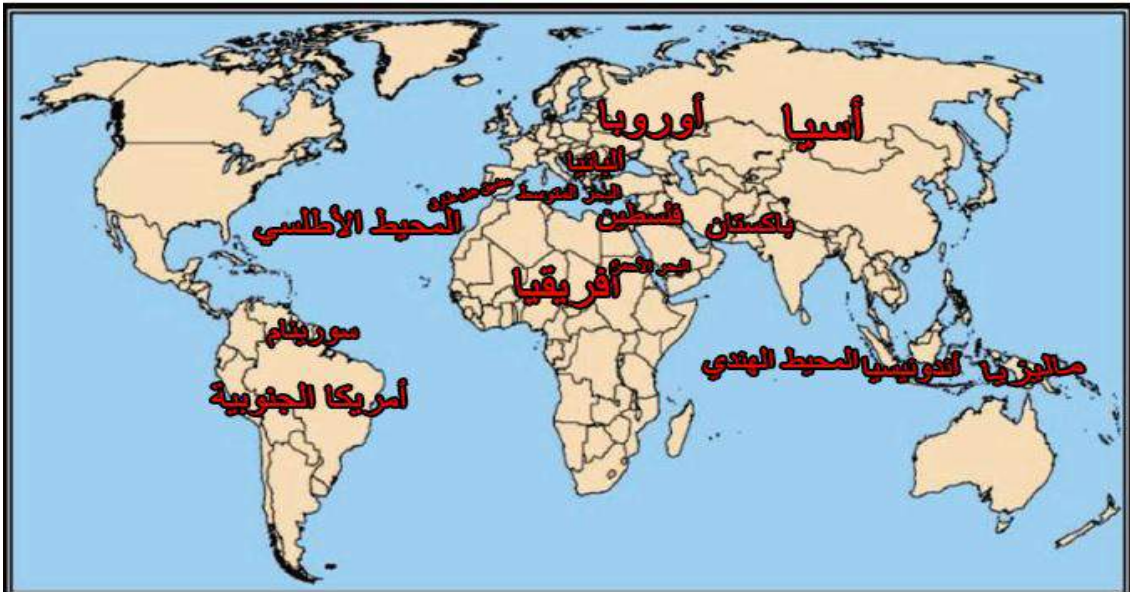 أسيا
أوروبا
ألبانيا
البحر المتوسط
المحيط الأطلسي
فلسطين
باكستان
البحر الأحمر
أفريقيا
سورينام
ماليزيا
أندونيسيا
المحيط الهندي
أمريكا الجنوبية